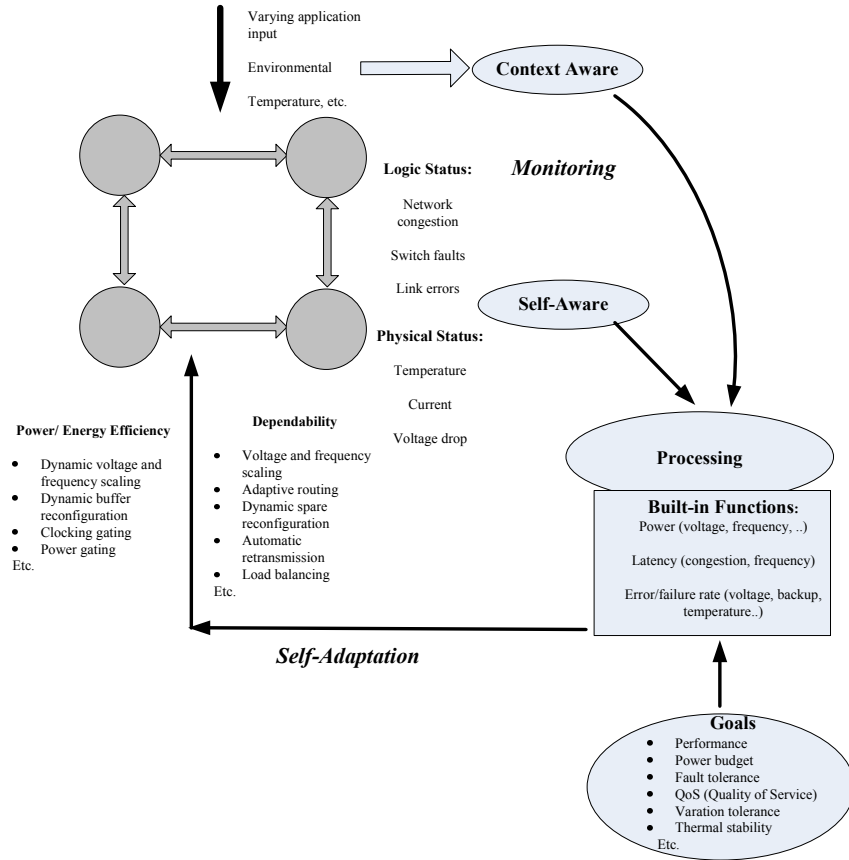 Varying application
input
Environmental
Temperature, etc.
Context Aware
Logic Status:
Monitoring
Network
congestion
Switch faults
Link errors
Self-Aware
Physical Status:
Temperature
Current
Voltage drop
Power/ Energy Efficiency
• Dynamic voltage and
frequency scaling
• Dynamic buffer
reconfiguration
• Clocking gating
• Power gating
Etc.
Dependability
• Voltage and frequency
scaling
• Adaptive routing
• Dynamic spare
reconfiguration
• Automatic
retransmission
• Load balancing
Etc.
Processing
Built-in Functions:
Power (voltage, frequency, ..)
Latency (congestion, frequency)
Error/failure rate (voltage, backup,
temperature..)
Self-Adaptation
Goals
• Performance
• Power budget
• Fault tolerance
• QoS (Quality of Service)
• Varation tolerance
• Thermal stability
Etc.